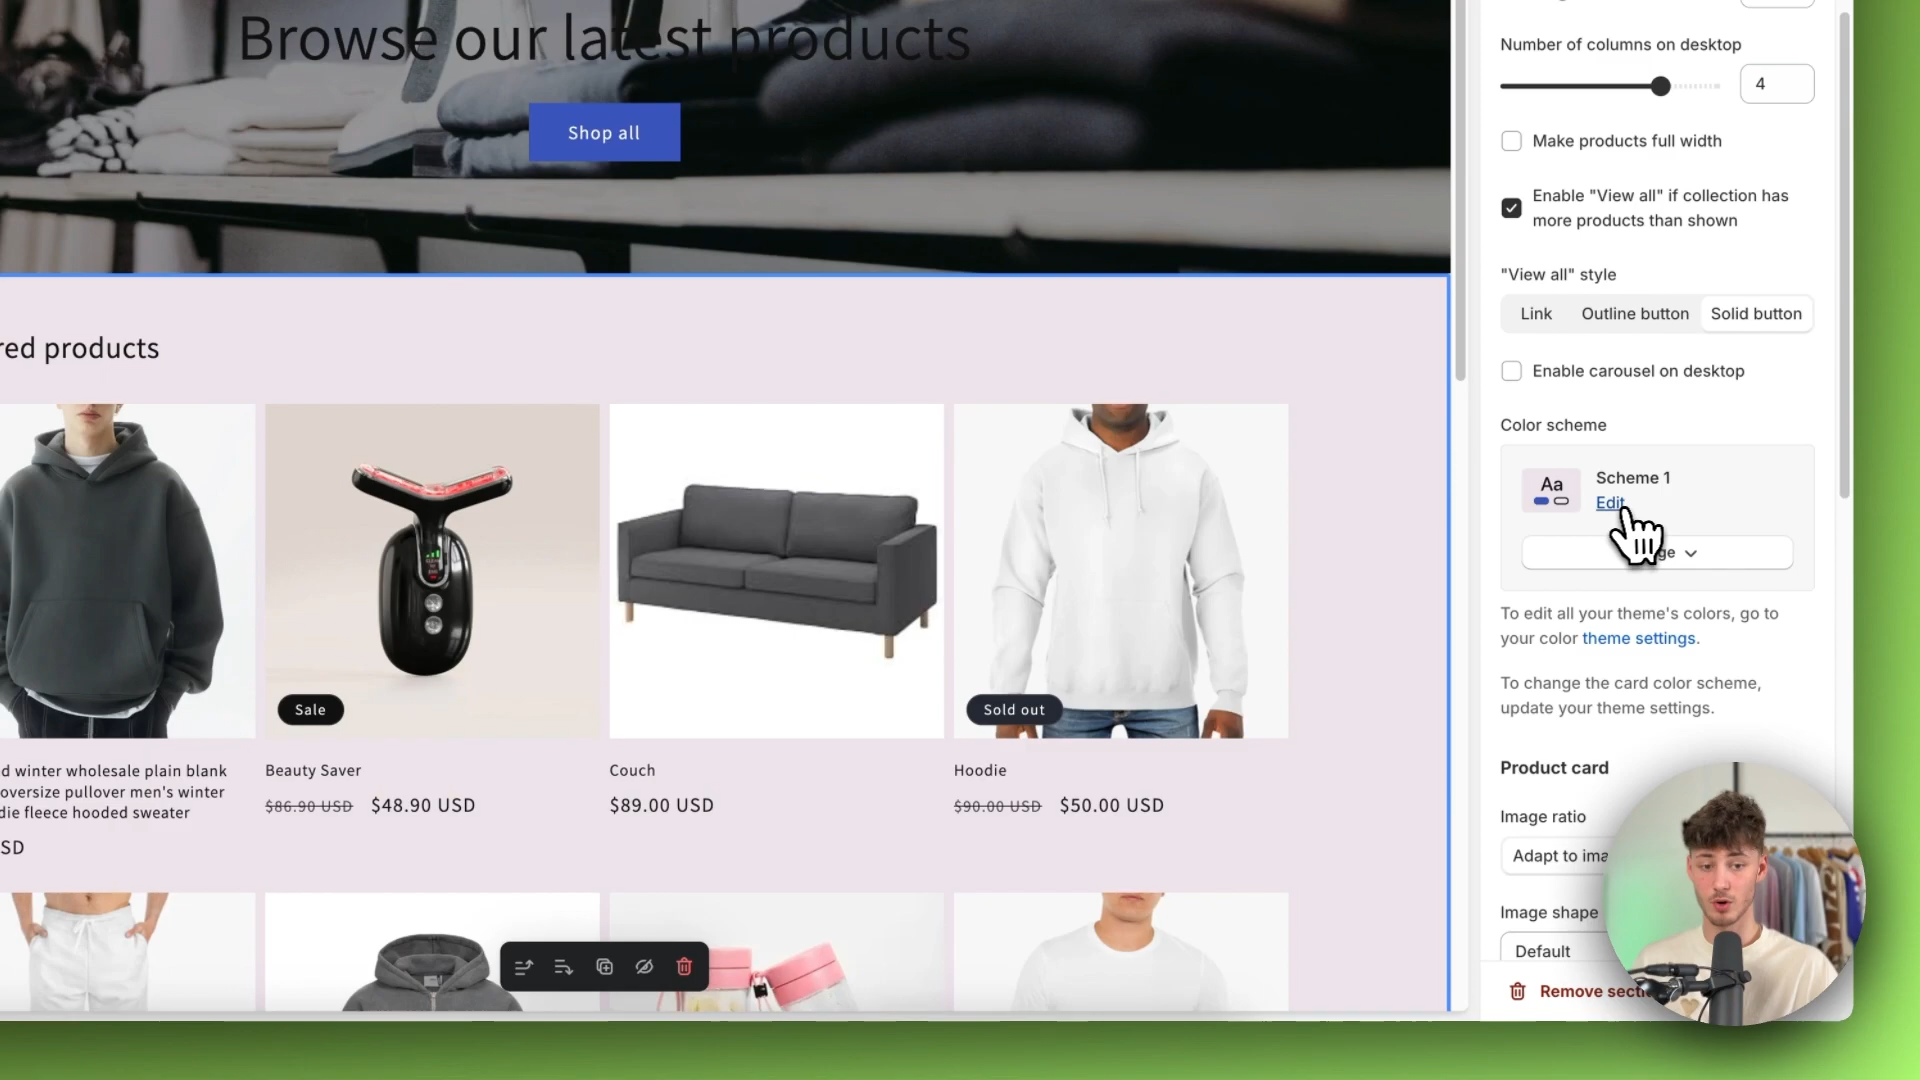 Browse our latest products
Shop all
red products
Sale
Sold out
d winter wholesale plain blank
oversize pullover men's winter
die fleece hooded sweater
SD
Beauty Saver
$86.90 USD $48.90 USD
Couch
$89.00 USD
Hoodie
$90.00 USD $50.00 USD
Number of columns on desktop
4
Make products full width
Enable "View all" if collection has
more products than shown
"View all" style
Link Outline button Solid button
Enable carousel on desktop
Color scheme
Aa
Scheme 1
Edit
ge
To edit all your theme's colors, go to
your color theme settings.
To change the card color scheme,
update your theme settings.
Product card
Image ratio
Adapt to ima
Image shape
Default
Remove secti